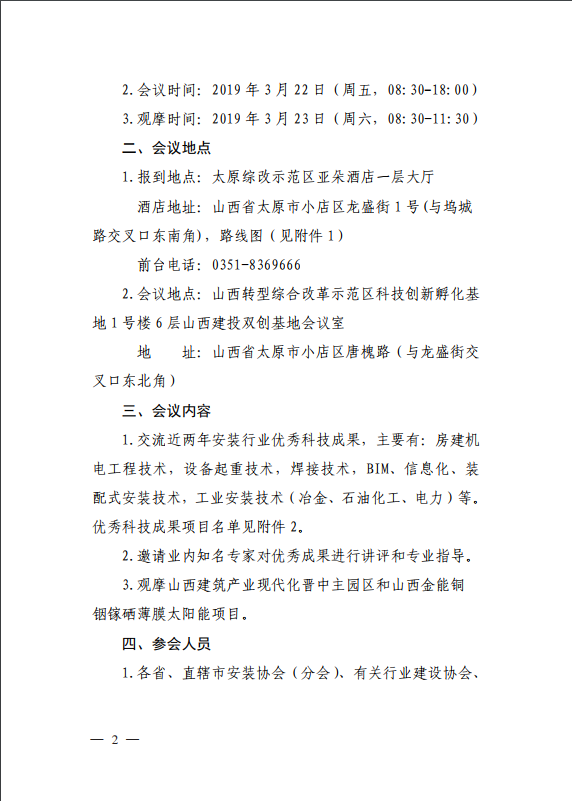 2.会议时间：2019年3月22日（周五，08:30-18:00）
3.观摩时间：2019年3月23日（周六，08:30-11:30）
二、会议地点
1.报到地点：太原综改示范区亚朵酒店一层大厅
酒店地址：山西省太原市小店区龙盛街1号(与坞城
路交叉口东南角)，路线图（见附件1）
前台电话：0351-8369666
2.会议地点：山西转型综合改革示范区科技创新孵化基
地1号楼6层山西建投双创基地会议室
地　　址：山西省太原市小店区唐槐路（与龙盛街交
叉口东北角）
三、会议内容
1.交流近两年安装行业优秀科技成果，主要有：房建机
电工程技术，设备起重技术，焊接技术，BIM、信息化、装
配式安装技术，工业安装技术（冶金、石油化工、电力）等。
优秀科技成果项目名单见附件2。
2.邀请业内知名专家对优秀成果进行讲评和专业指导。
3.观摩山西建筑产业现代化晋中主园区和山西金能铜
铟镓硒薄膜太阳能项目。
四、参会人员
1.各省、直辖市安装协会（分会）、有关行业建设协会、
— 2 —